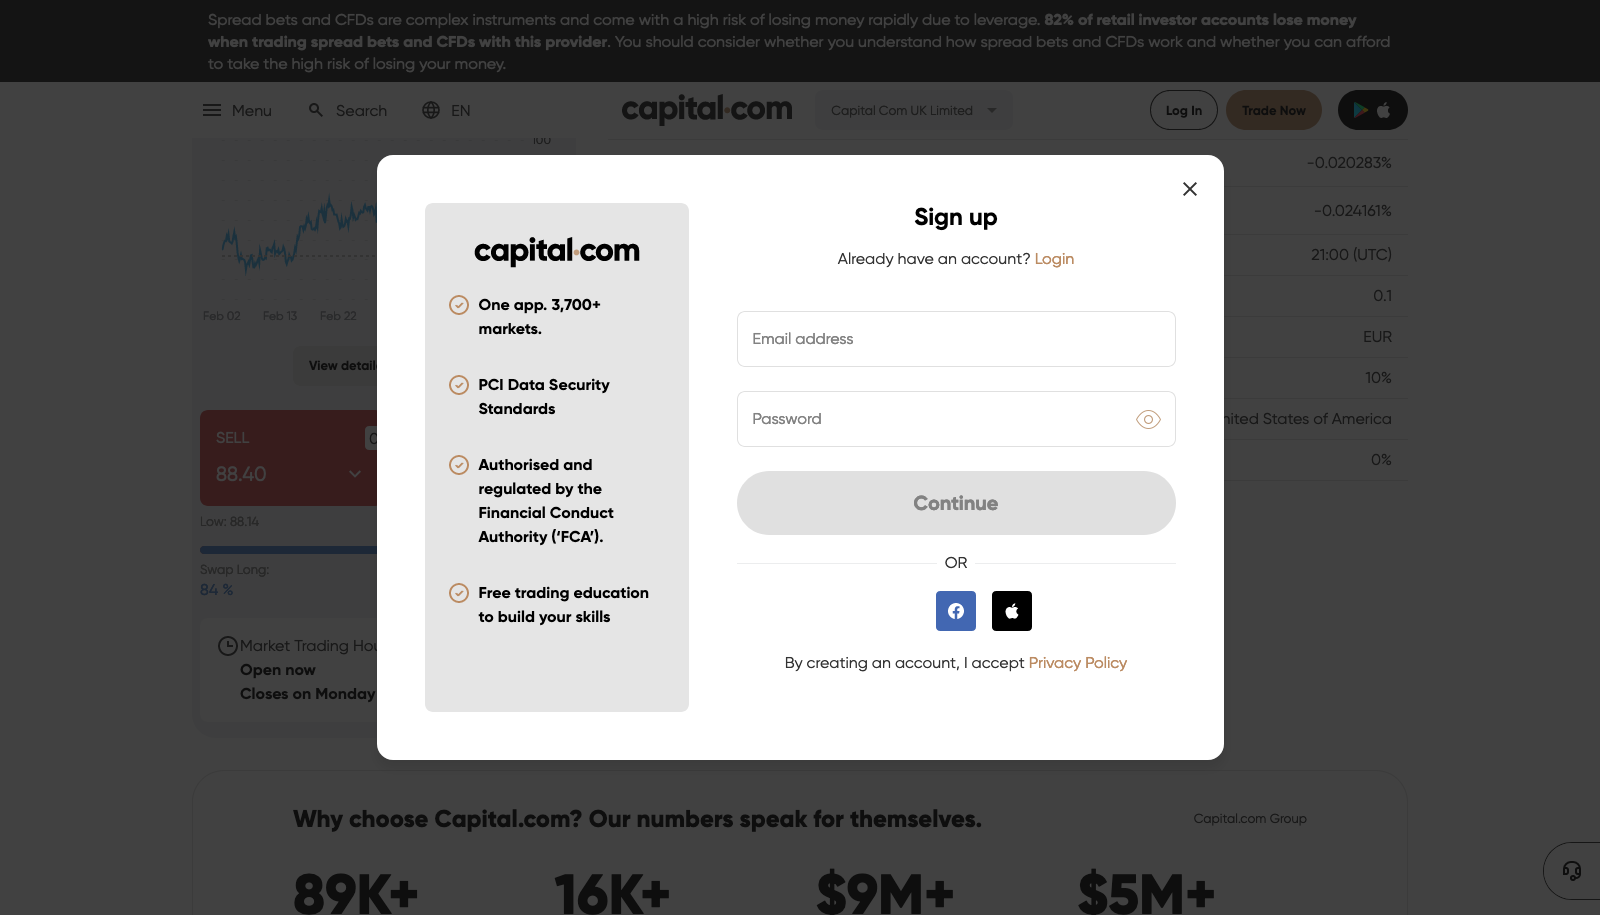 Spread bets and CFDs are complex instruments and come with a high risk of losing money rapidly due to leverage. 82% of retail investor accounts lose money
when trading spread bets and CFDs with this provider. You should consider whether you understand how spread bets and CFDs work and whether you can afford
to take the high risk of losing your money.
Menu
Search
EN
capital.com
Capital Com UK Limited
Log In
Trade Now
100
Feb 02
Feb 13
Feb 22
SELL
88.40
Low: 88.14
Swap Long:
84 %
Open now
Closes on Monday
-0.020283%
-0.024161%
21:00 (UTC)
0.1
EUR
10%
States of America
0%
capital.com
One app. 3,700+
markets.
PCI Data Security
Standards
Authorised and
regulated by the
Financial Conduct
Authority (‘FCA’).
Free trading education
to build your skills
Sign up
Already have an account? Login
Email address
Password
Continue
OR
By creating an account, I accept Privacy Policy
View
Market Trading
Why choose Capital.com? Our numbers speak for themselves.
Capital.com Group
89K+
16K+
$9M+
$5M+